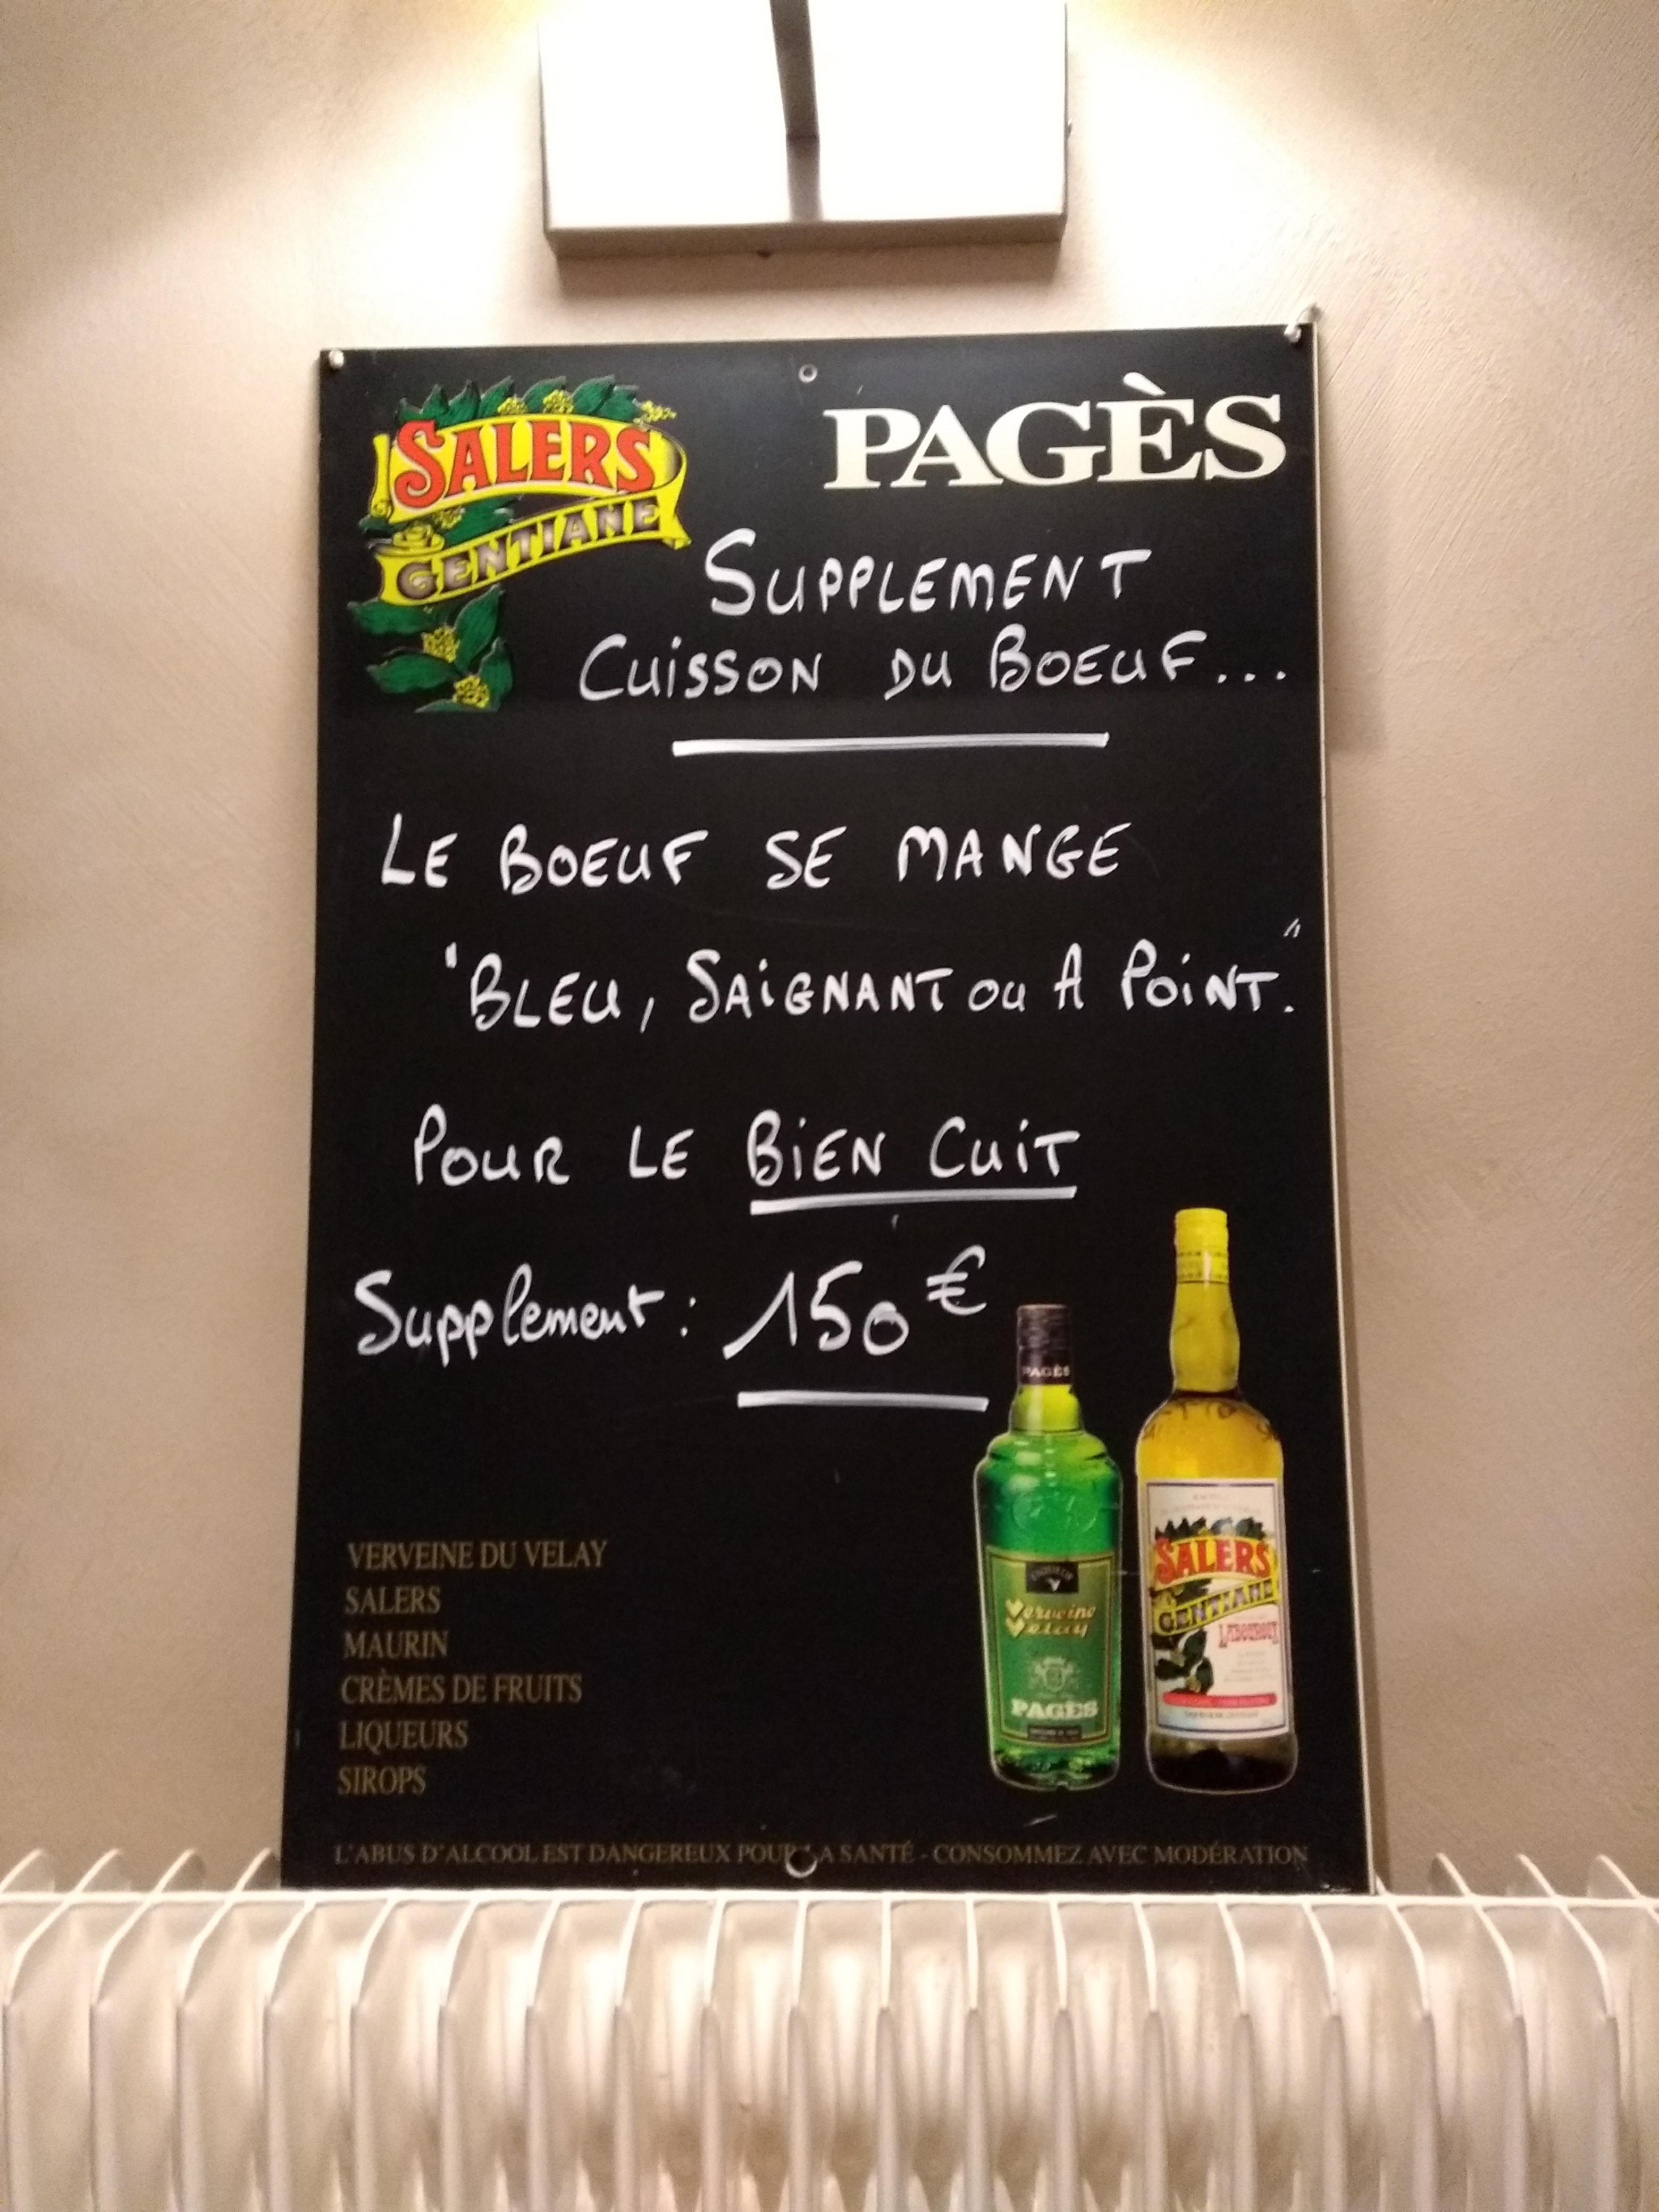 SALERS
GENTIANE
PAGÈS
SUPPLEMENT
CUISSON DU BOEUF...
LE BOEUF SE MANGE
"BLEU, SAIGNANT OU A POINT."
POUR LE BIEN CUIT
Supplement : 150€
PAGÈS
Verveine
Velay
PAGÈS
SALERS
GENTIANE
LABOUNOUX
VERVEINE DU VELAY
SALERS
MAURIN
CRÈMES DE FRUITS
LIQUEURS
SIROPS
L'ABUS D'ALCOOL EST DANGEREUX POUR LA SANTÉ - CONSOMMEZ AVEC MODÉRATION